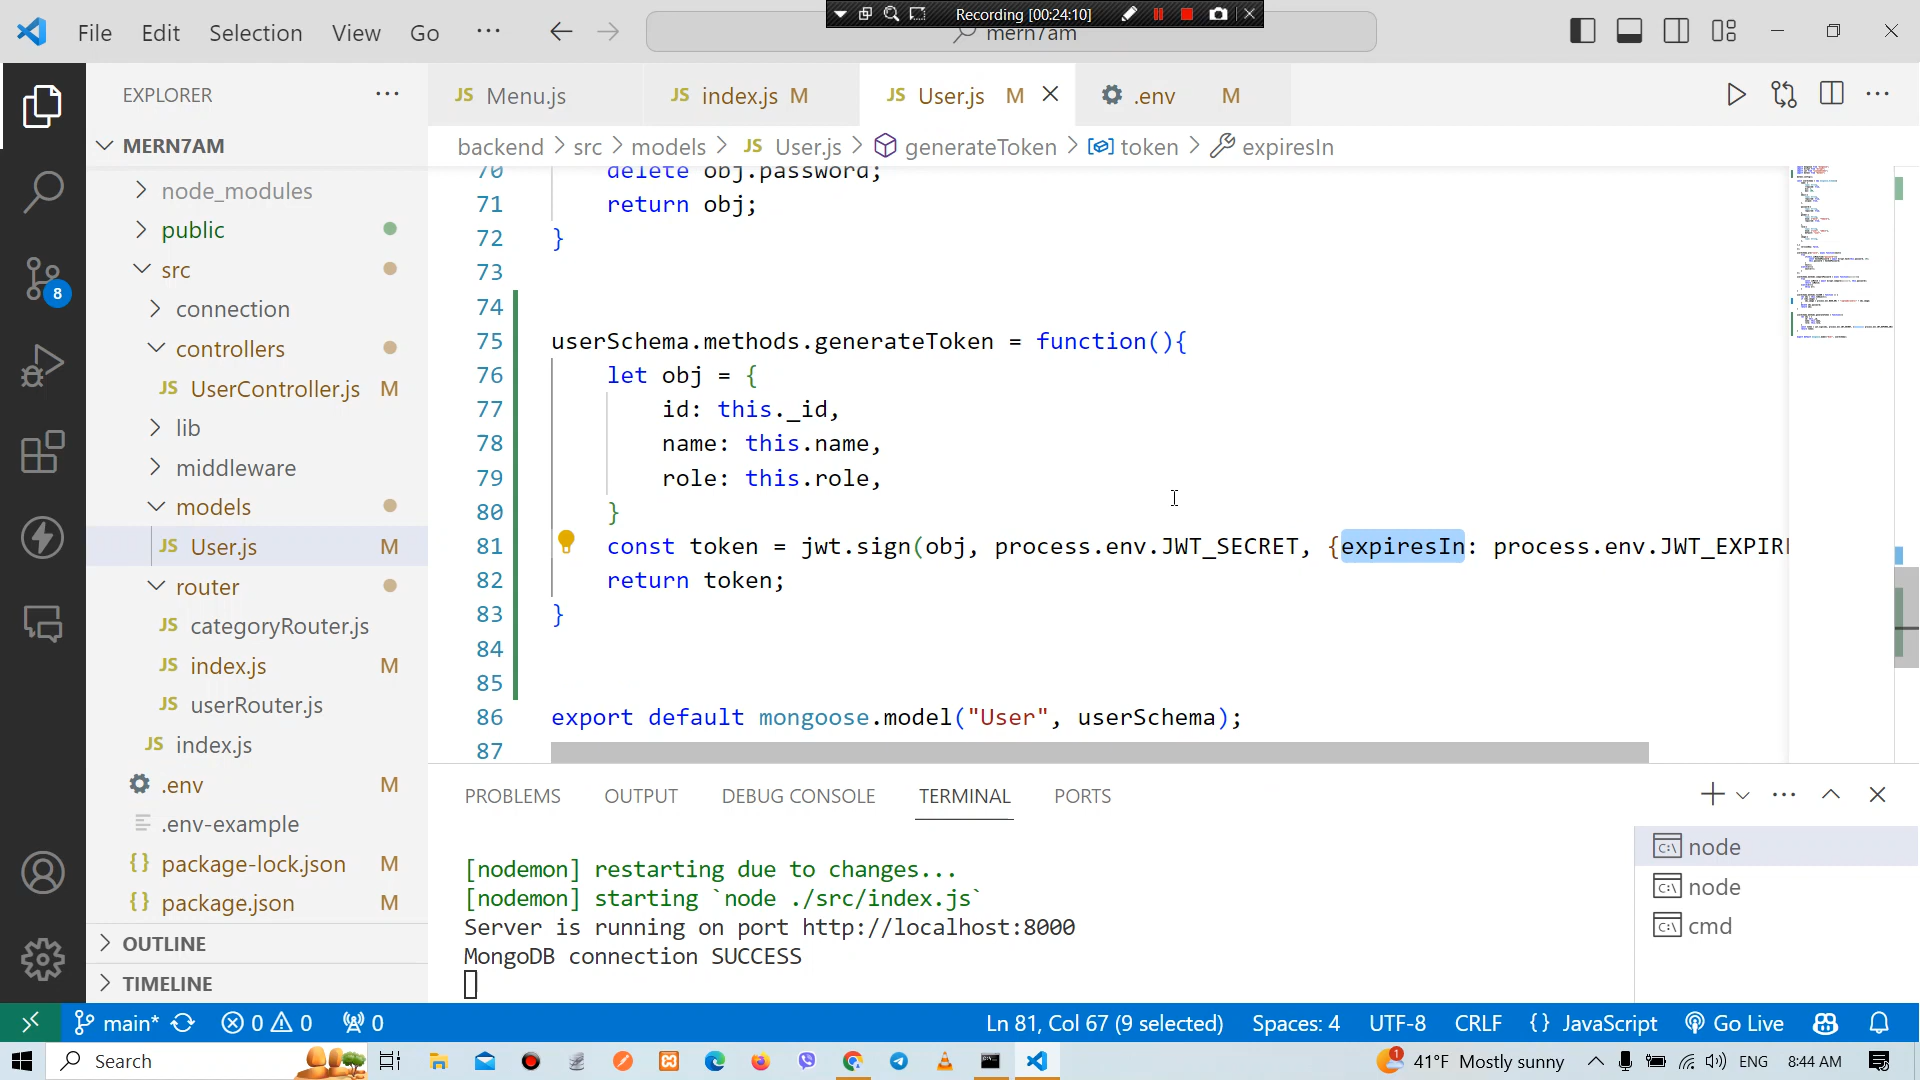 Recording [00:24:10]
File Edit Selection View Go ...
mern7am
EXPLORER
JS Menu.js
JS index.js M
JS User.js M
.env M
backend > src > models > JS User.js > generateToken > token > expiresIn
MERN7AM
node_modules
public
src
connection
controllers
JS UserController.js M
lib
middleware
models
JS User.js M
router
JS categoryRouter.js
JS index.js M
JS userRouter.js
JS index.js
.env M
.env-example
{} package-lock.json M
{} package.json M
OUTLINE
TIMELINE
8
70 delete obj.password;
71 return obj;
72 }
73
74
75 userSchema.methods.generateToken = function(){
76 let obj = {
77 id: this._id,
78 name: this.name,
79 role: this.role,
80 }
81 const token = jwt.sign(obj, process.env.JWT_SECRET, {expiresIn: process.env.JWT_EXPIR
82 return token;
83 }
84
85
86 export default mongoose.model("User", userSchema);
87
PROBLEMS OUTPUT DEBUG CONSOLE TERMINAL PORTS
[nodemon] restarting due to changes...
[nodemon] starting `node ./src/index.js`
Server is running on port http://localhost:8000
MongoDB connection SUCCESS
node
node
cmd
main* 0 0 0 Ln 81, Col 67 (9 selected) Spaces: 4 UTF-8 CRLF {} JavaScript Go Live
Search
1 41°F Mostly sunny ENG 8:44 AM